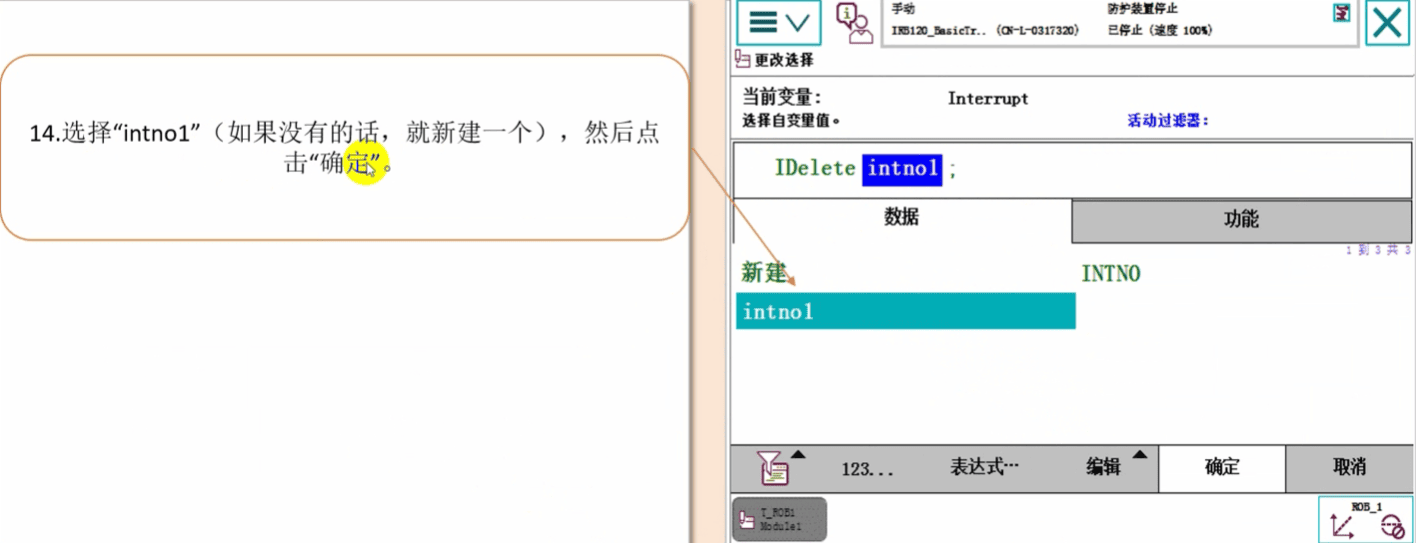 14.选择“intno1”（如果没有的话，就新建一个），然后点
击“确定”。
手动
防护装置停止
IRB120_BasicTr.. (CN-L-0317320)
已停止 (速度 100%)
更改选择
当前变量：
Interrupt
选择自变量值。
活动过滤器：
IDelete intno1 ;
数据
功能
1 到 3 共 3
新建
INTNO
intno1
123...
表达式…
编辑
确定
取消
T_ROB1
Module1
ROB_1